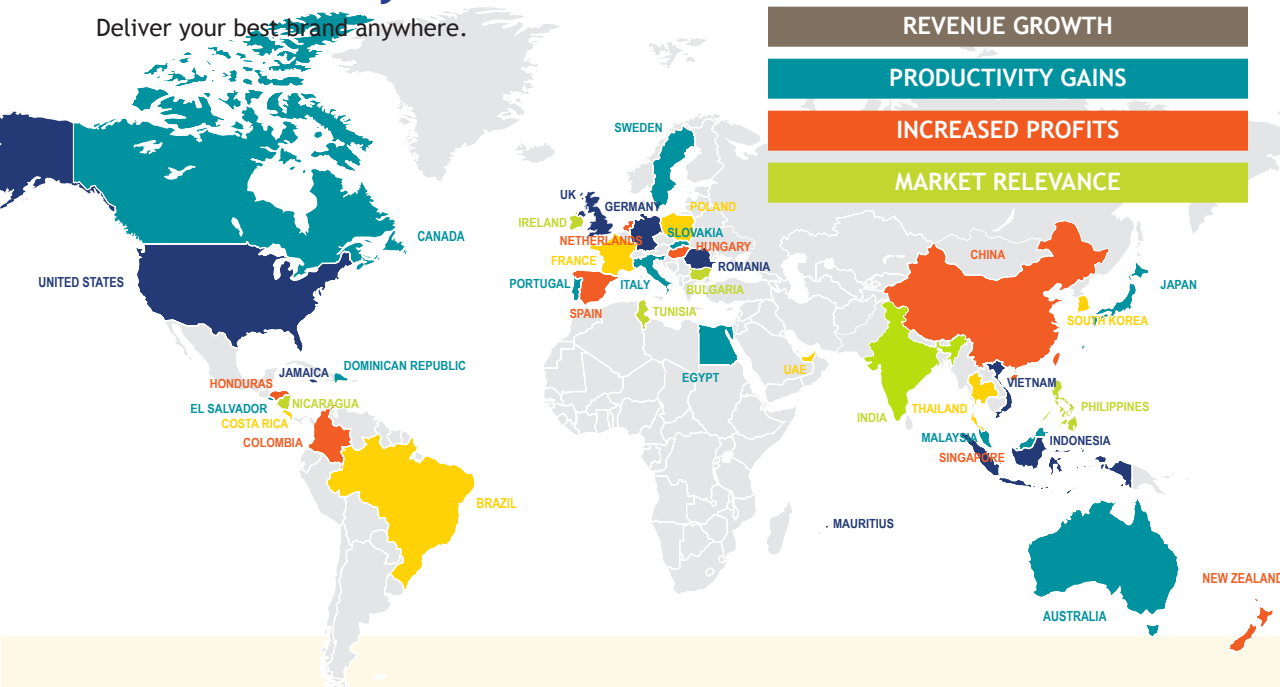 Deliver your best brand anywhere.
REVENUE GROWTH
PRODUCTIVITY GAINS
INCREASED PROFITS
MARKET RELEVANCE
SWEDEN
UK
GERMANY
POLAND
IRELAND
NETHERLANDS
SLOVAKIA
HUNGARY
CANADA
FRANCE
ROMANIA
CHINA
UNITED STATES
PORTUGAL
ITALY
BULGARIA
JAPAN
SPAIN
TUNISIA
SOUTH KOREA
DOMINICAN REPUBLIC
JAMAICA
HONDURAS
EGYPT
UAE
VIETNAM
NICARAGUA
EL SALVADOR
COSTA RICA
INDIA
THAILAND
PHILIPPINES
COLOMBIA
MALAYSIA
INDONESIA
SINGAPORE
BRAZIL
MAURITIUS
NEW ZEALAND
AUSTRALIA